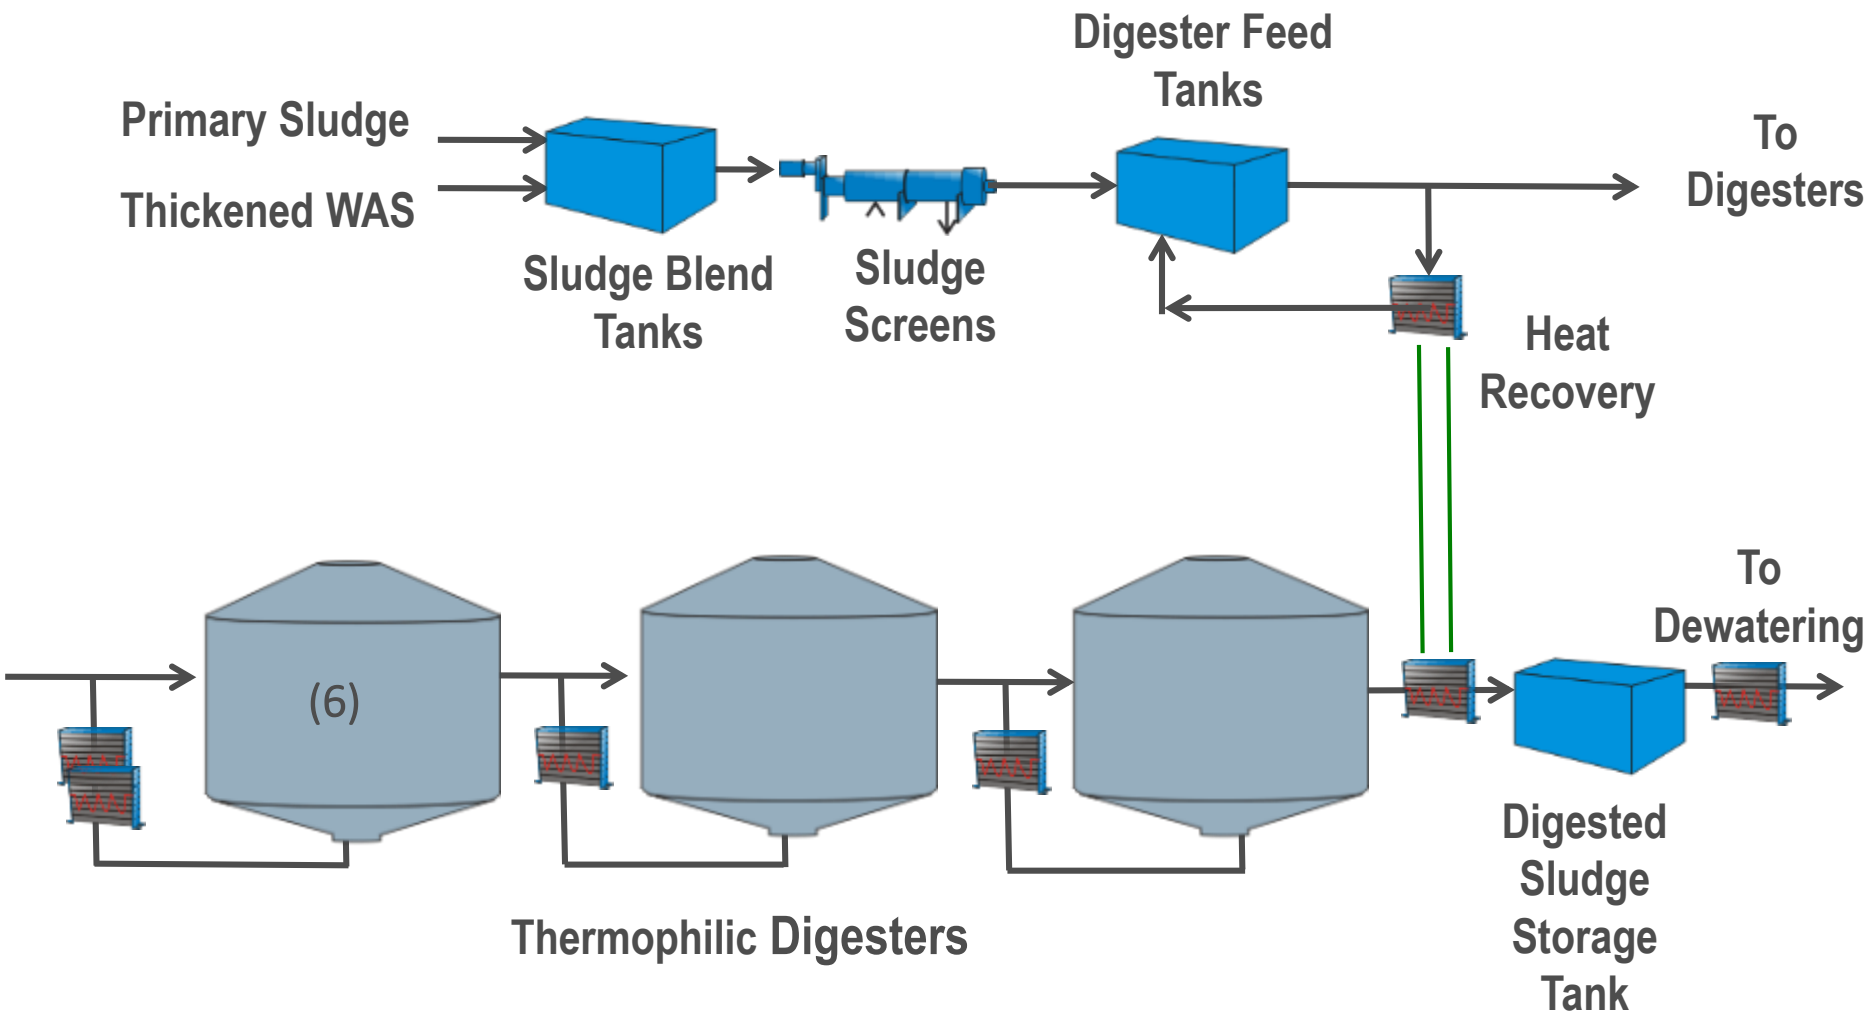 Digester Feed
Tanks
Primary Sludge
Thickened WAS
To
Digesters
Sludge Blend
Tanks
Sludge
Screens
Heat
Recovery
To
Dewatering
(6)
Digested
Sludge
Storage
Tank
Thermophilic Digesters